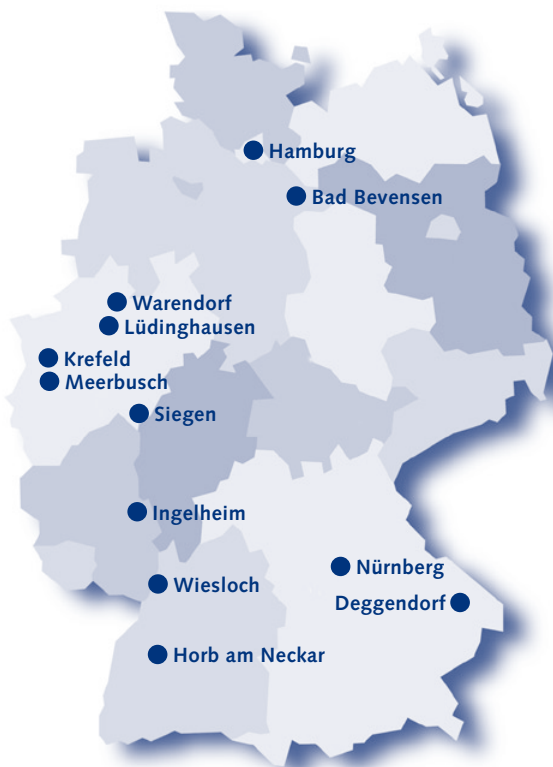 Hamburg
Bad Bevensen
Warendorf
Lüdinghausen
Krefeld
Meerbusch
Siegen
Ingelheim
Nürnberg
Wiesloch
Deggendorf
Horb am Neckar